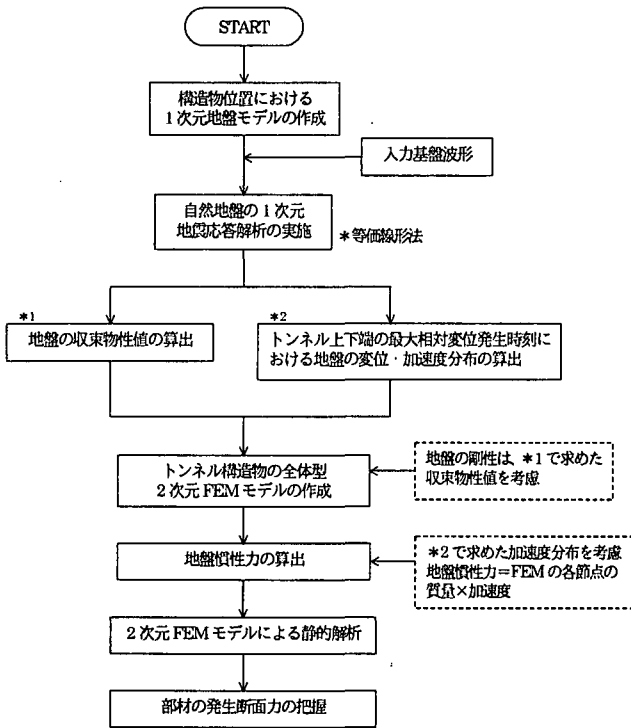 START
構造物位置における
1次元地盤モデルの作成
入力基盤波形
自然地盤の1次元
地震応答解析の実施
*等価線形法
*1
地盤の収束物性値の算出
*2
トンネル上下端の最大相対変位発生時刻に
おける地盤の変位・加速度分布の算出
トンネル構造物の全体型
2次元FEMモデルの作成
地盤の剛性は、*1で求めた
収束物性値を考慮
地盤慣性力の算出
*2で求めた加速度分布を考慮
地盤慣性力=FEMの各節点の
質量×加速度
2次元FEMモデルによる静的解析
部材の発生断面力の把握